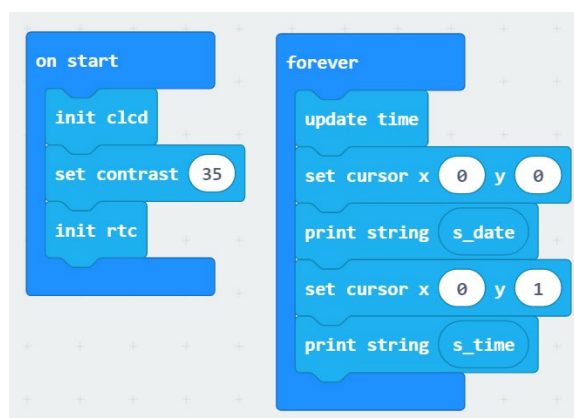 on start
init clcd
set contrast 35
init rtc
forever
update time
set cursor x 0 y 0
print string s_date
set cursor x 0 y 1
print string s_time